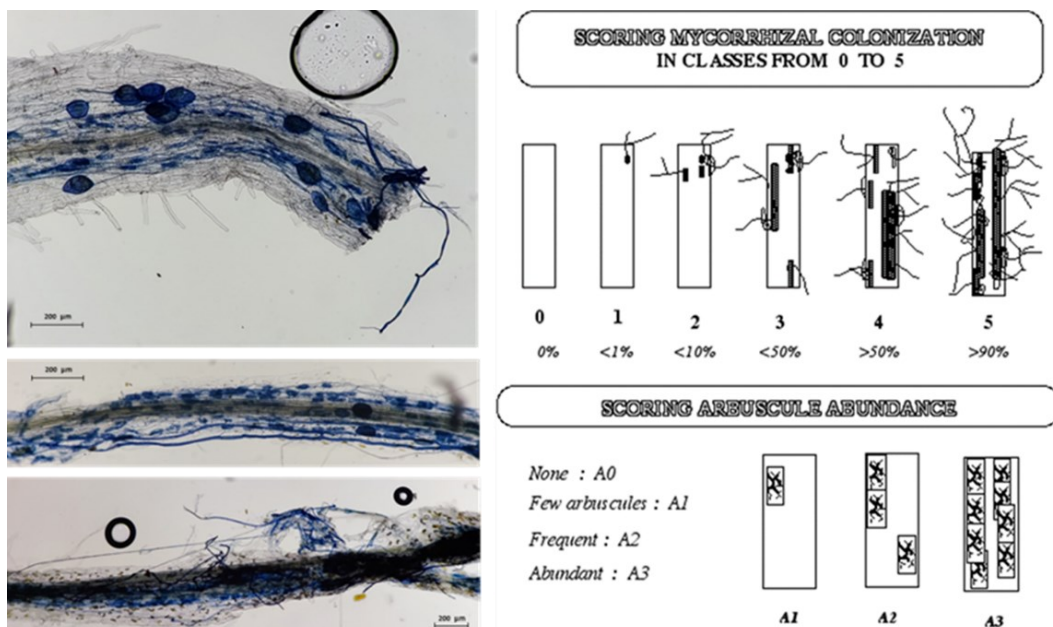 200 µm
200 µm
200 µm
SCORING MYCORRHIZAL COLONIZATION
IN CLASSES FROM 0 TO 5
0 1 2 3 4 5
0% <1% <10% <50% >50% >90%
SCORING ARBUSCULE ABUNDANCE
None : A0
Few arbuscules : A1
Frequent : A2
Abundant : A3
A1 A2 A3